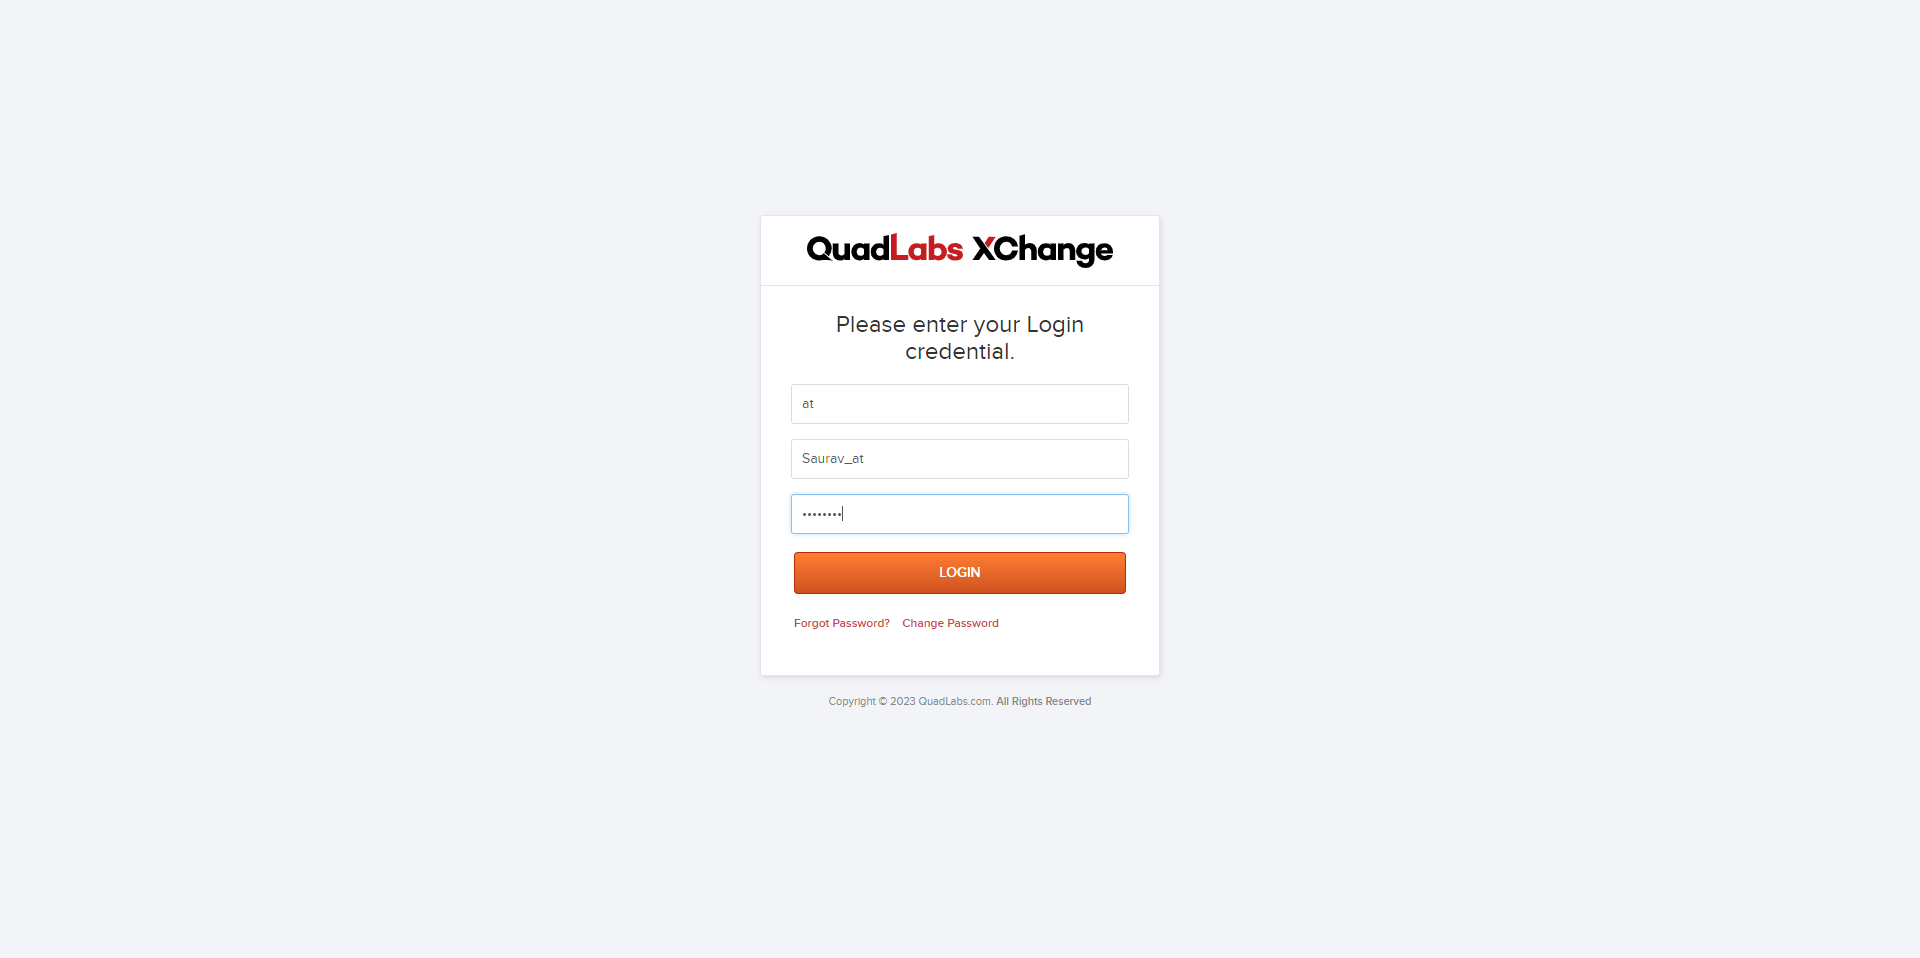 QuadLabs XChange
Please enter your Login
credential.
at
Saurav_at
••••••••
LOGIN
Forgot Password? Change Password
Copyright © 2023 QuadLabs.com. All Rights Reserved